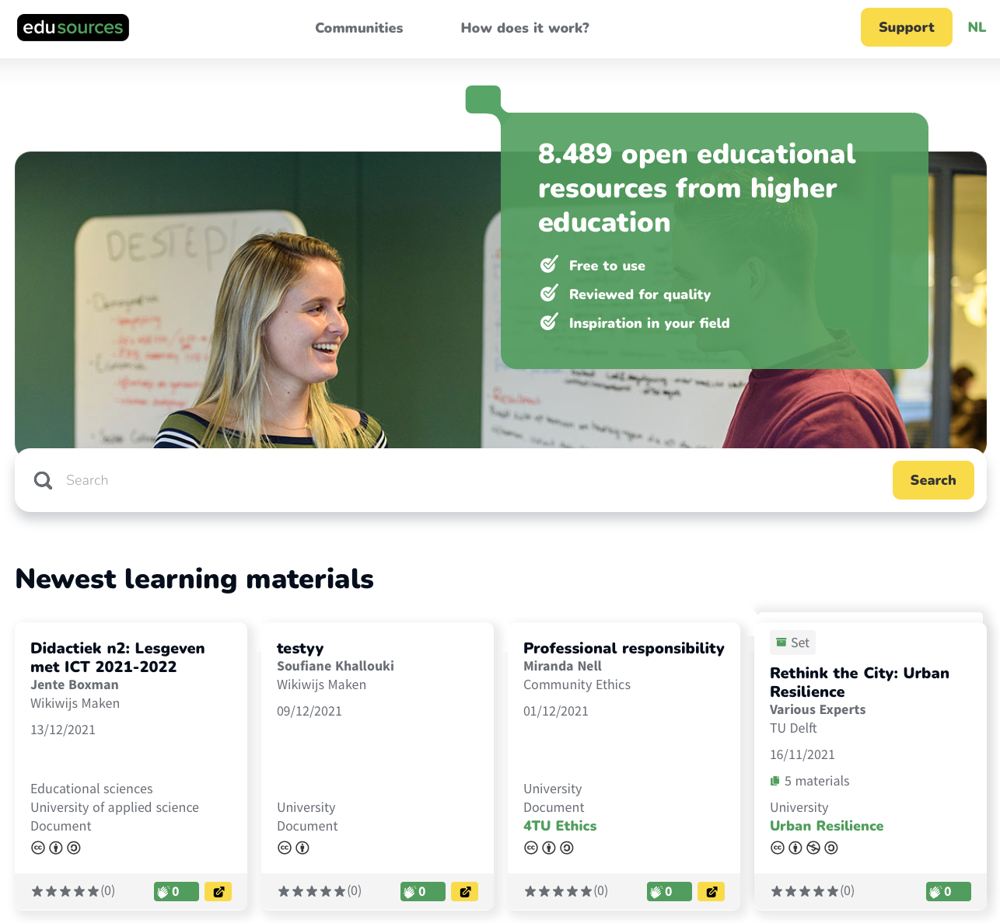 edusources
Communities
How does it work?
Support
NL
8.489 open educational
resources from higher
education
Free to use
Reviewed for quality
Inspiration in your field
DESTEP/
Search
Search
Newest learning materials
Didactiek n2: Lesgeven
met ICT 2021-2022
Jente Boxman
Wikiwijs Maken
13/12/2021
Educational sciences
University of applied science
Document
(0)
0
testyy
Soufiane Khallouki
Wikiwijs Maken
09/12/2021
University
Document
(0)
0
Professional responsibility
Miranda Nell
Community Ethics
01/12/2021
University
Document
4TU Ethics
(0)
0
Set
Rethink the City: Urban
Resilience
Various Experts
TU Delft
16/11/2021
5 materials
University
Urban Resilience
(0)
0